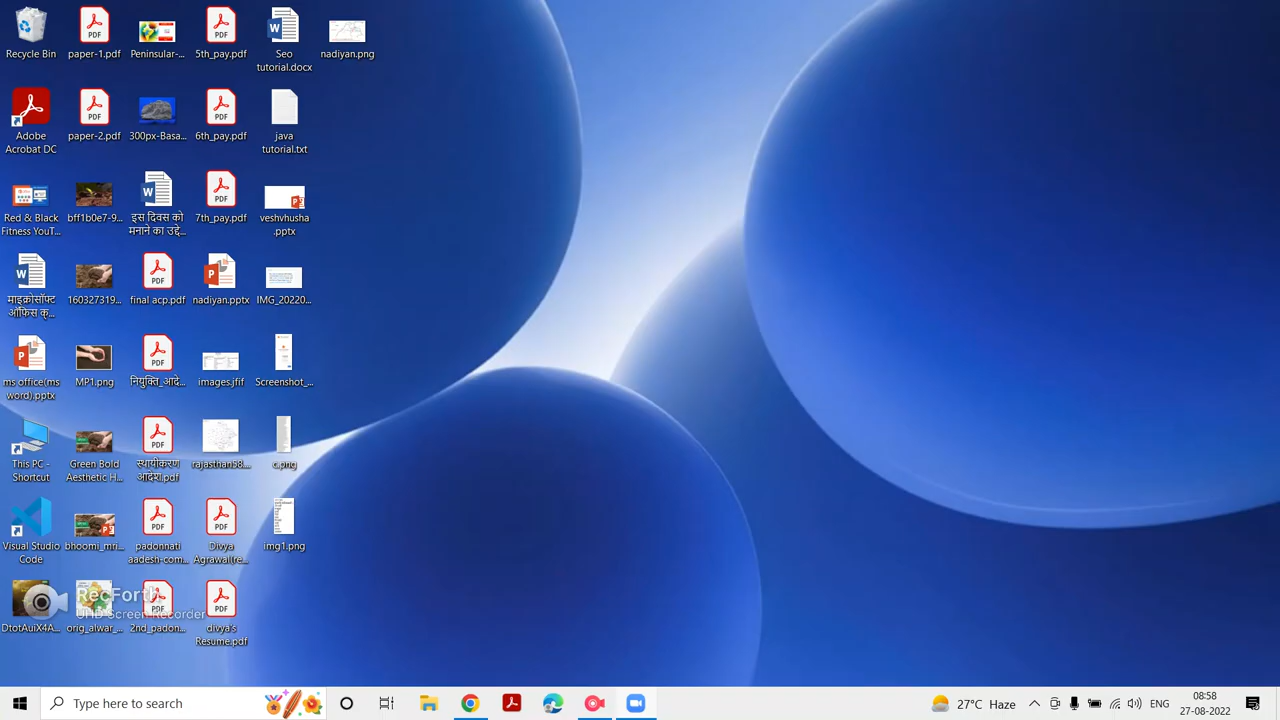 Recycle Bin
Adobe
Acrobat DC
Red & Black
Fitness YouT...
माइक्रोसॉफ्ट
ऑफिस क्...
ms office(ms
word).pptx
This PC -
Shortcut
Visual Studio
Code
DtotAuiX4A...
paper-1.pdf
paper-2.pdf
bff1b0e7-9...
160327319...
MP1.png
Green Bold
Aesthetic H...
bhoomi_mri...
orig_alwar_...
Peninsular-...
300px-Basa...
इस दिवस को
मनाने का उद्दे...
final acp.pdf
नियुक्ति_आदे...
स्थायीकरण
आदेश.pdf
padonnati
aadesh-com...
2nd_padon...
5th_pay.pdf
6th_pay.pdf
7th_pay.pdf
nadiyan.pptx
images.jfif
rajasthan98...
Divya
Agrawal(re...
divya's
Resume.pdf
Seo
tutorial.docx
java
tutorial.txt
veshvhusha
.pptx
IMG_20220...
Screenshot_...
c.png
img1.png
nadiyan.png
RecForth
UHD Screen Recorder
Type here to search
27°C Haze
ENG
08:56
27-08-2022